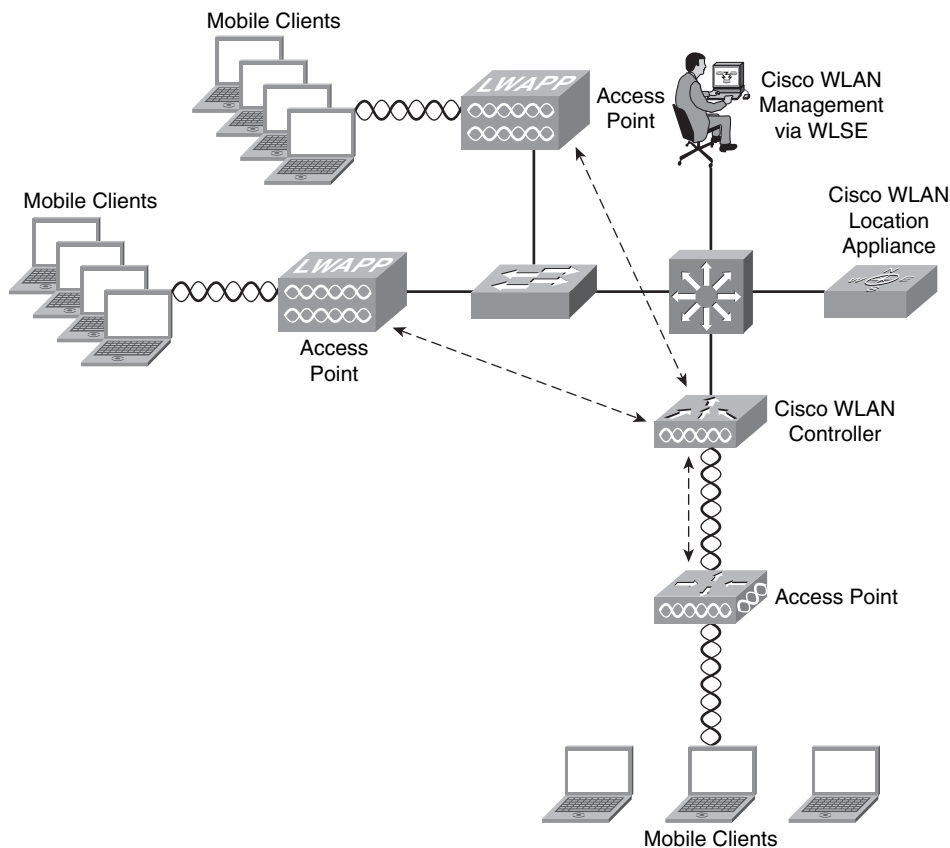 Mobile Clients
LWAPP
Access
Point
Cisco WLAN
Management
via WLSE
Mobile Clients
Cisco WLAN
Location
Appliance
LWAPP
N
W E
S
Access
Point
Cisco WLAN
Controller
Access Point
Mobile Clients